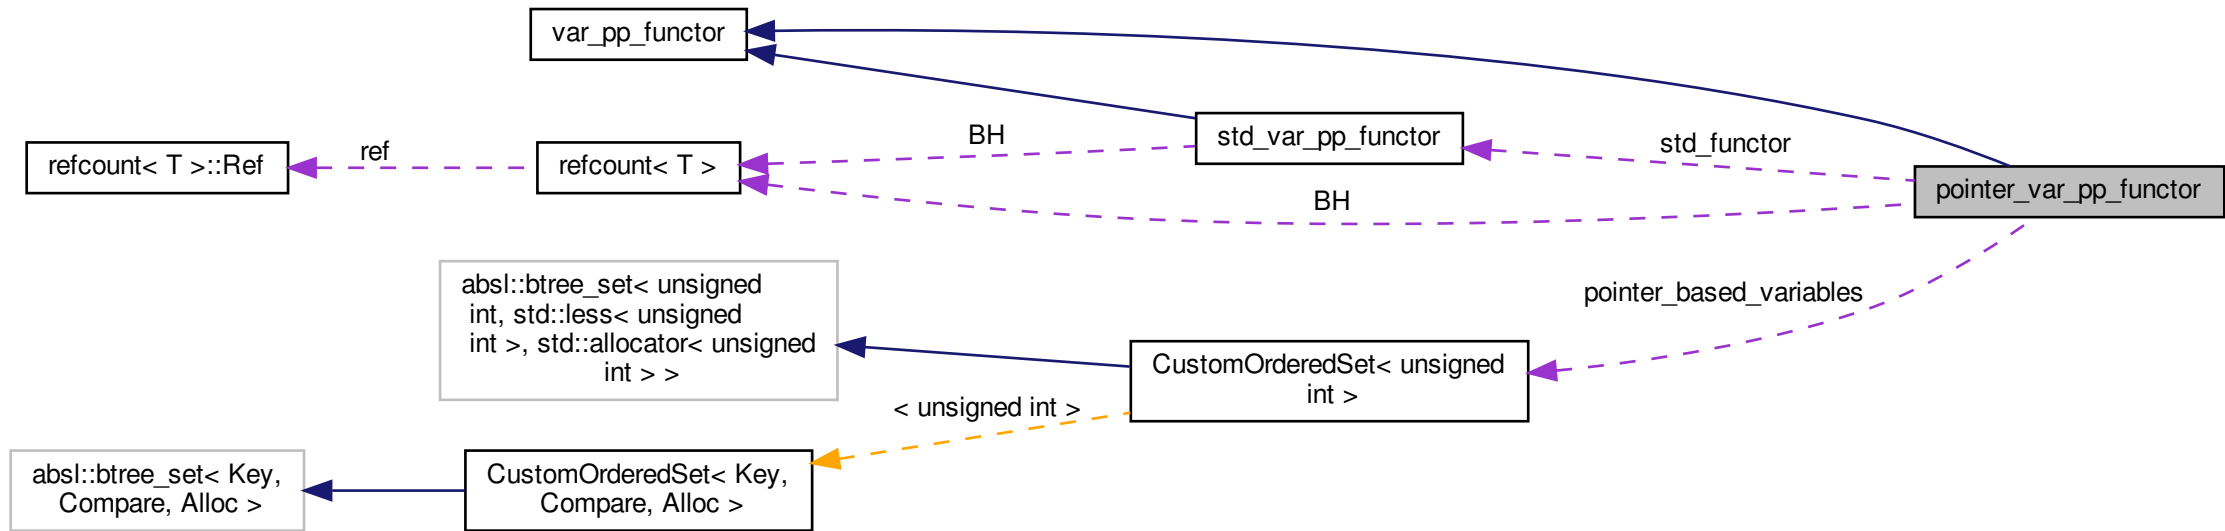 var_pp_functor
std_var_pp_functor
BH
std_functor
refcount< T >::Ref
ref
refcount< T >
pointer_var_pp_functor
BH
absl::btree_set< unsigned
int, std::less< unsigned
int >, std::allocator< unsigned
int > >
pointer_based_variables
CustomOrderedSet< unsigned
int >
< unsigned int >
absl::btree_set< Key,
Compare, Alloc >
CustomOrderedSet< Key,
Compare, Alloc >